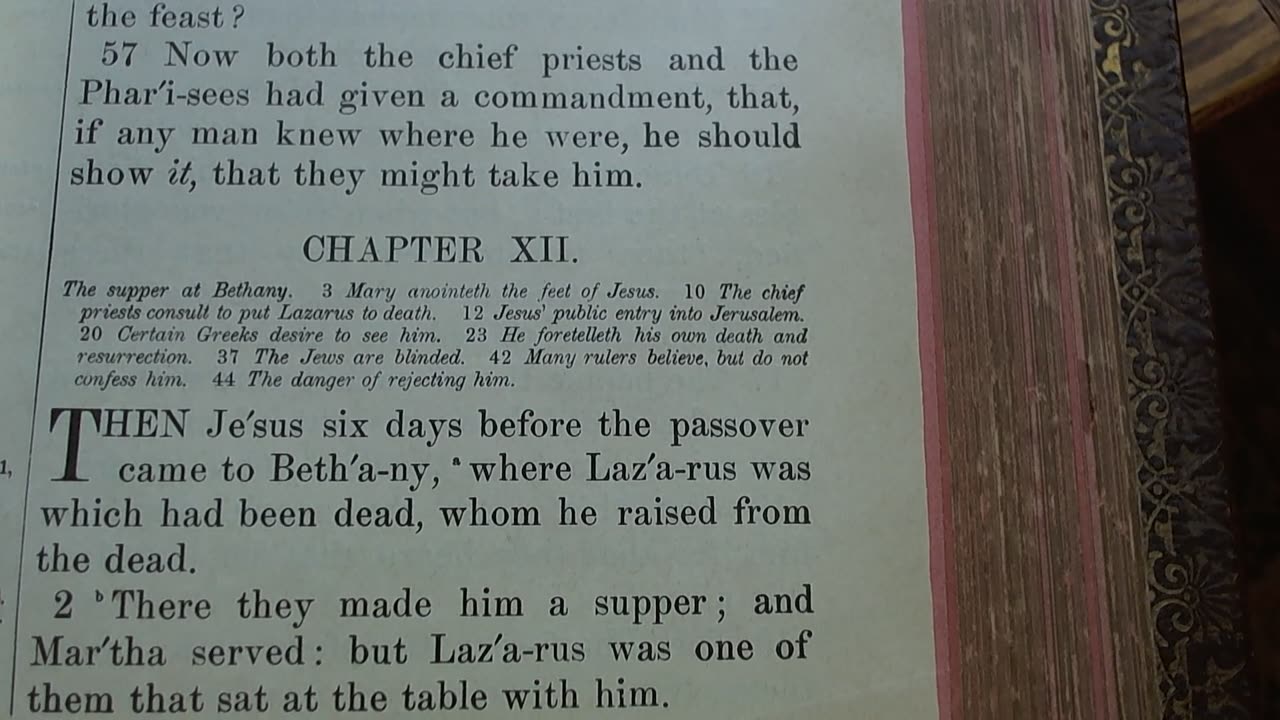 the feast?
57 Now both the chief priests and the
Phar′i-sees had given a commandment, that,
if any man knew where he were, he should
show it, that they might take him.
CHAPTER XII.
The supper at Bethany. 3 Mary anointeth the feet of Jesus. 10 The chief
priests consult to put Lazarus to death. 12 Jesus' public entry into Jerusalem.
20 Certain Greeks desire to see him. 23 He foretelleth his own death and
resurrection. 37 The Jews are blinded. 42 Many rulers believe, but do not
confess him. 44 The danger of rejecting him.
THEN Je′sus six days before the passover
came to Beth′a-ny, ᵃ where Laz′a-rus was
1,
which had been dead, whom he raised from
the dead.
2 ᵇ There they made him a supper; and
Mar′tha served: but Laz′a-rus was one of
them that sat at the table with him.